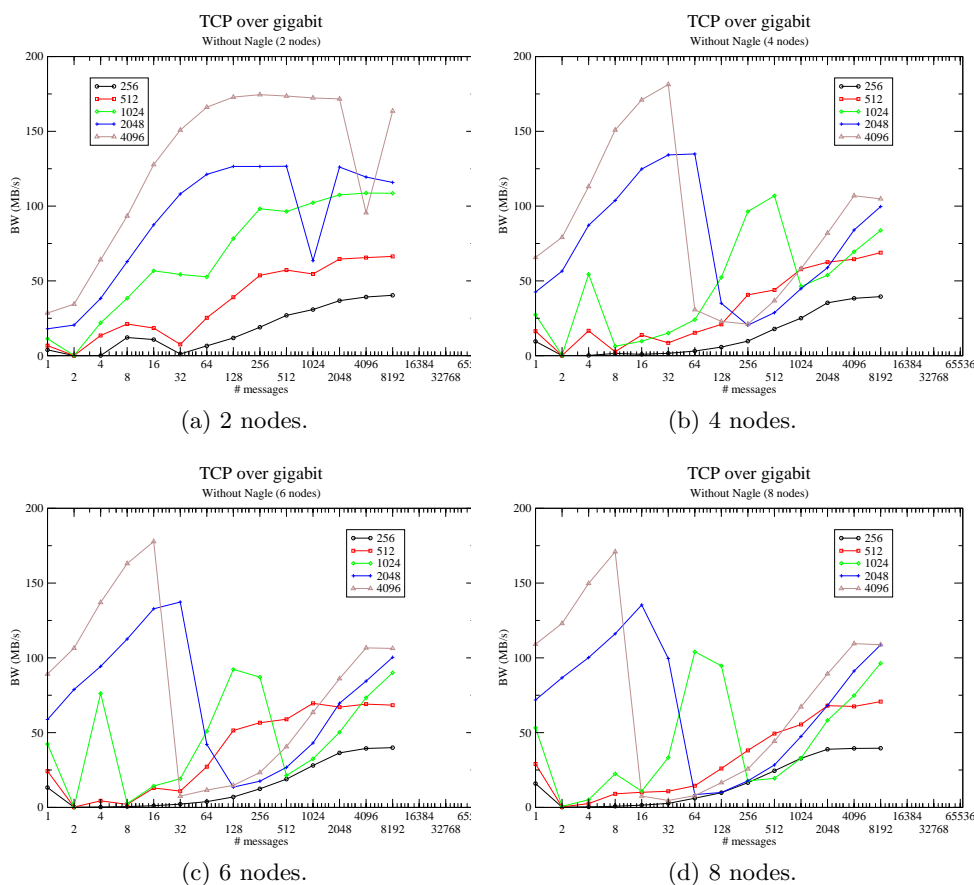 TCP over gigabit
Without Nagle (2 nodes)
200
150
100
50
0
BW (MB/s)
256
512
1024
2048
4096
1 4 16 64 256 1024 4096 16384 65
2 8 32 128 512 2048 8192 32768
# messages
(a) 2 nodes.
TCP over gigabit
Without Nagle (4 nodes)
200
150
100
50
0
BW (MB/s)
256
512
1024
2048
4096
1 4 16 64 256 1024 4096 16384 65536
2 8 32 128 512 2048 8192 32768
# messages
(b) 4 nodes.
TCP over gigabit
Without Nagle (6 nodes)
200
150
100
50
0
BW (MB/s)
256
512
1024
2048
4096
1 4 16 64 256 1024 4096 16384 655
2 8 32 128 512 2048 8192 32768
# messages
(c) 6 nodes.
TCP over gigabit
Without Nagle (8 nodes)
200
150
100
50
0
BW (MB/s)
256
512
1024
2048
4096
1 4 16 64 256 1024 4096 16384 65536
2 8 32 128 512 2048 8192 32768
# messages
(d) 8 nodes.